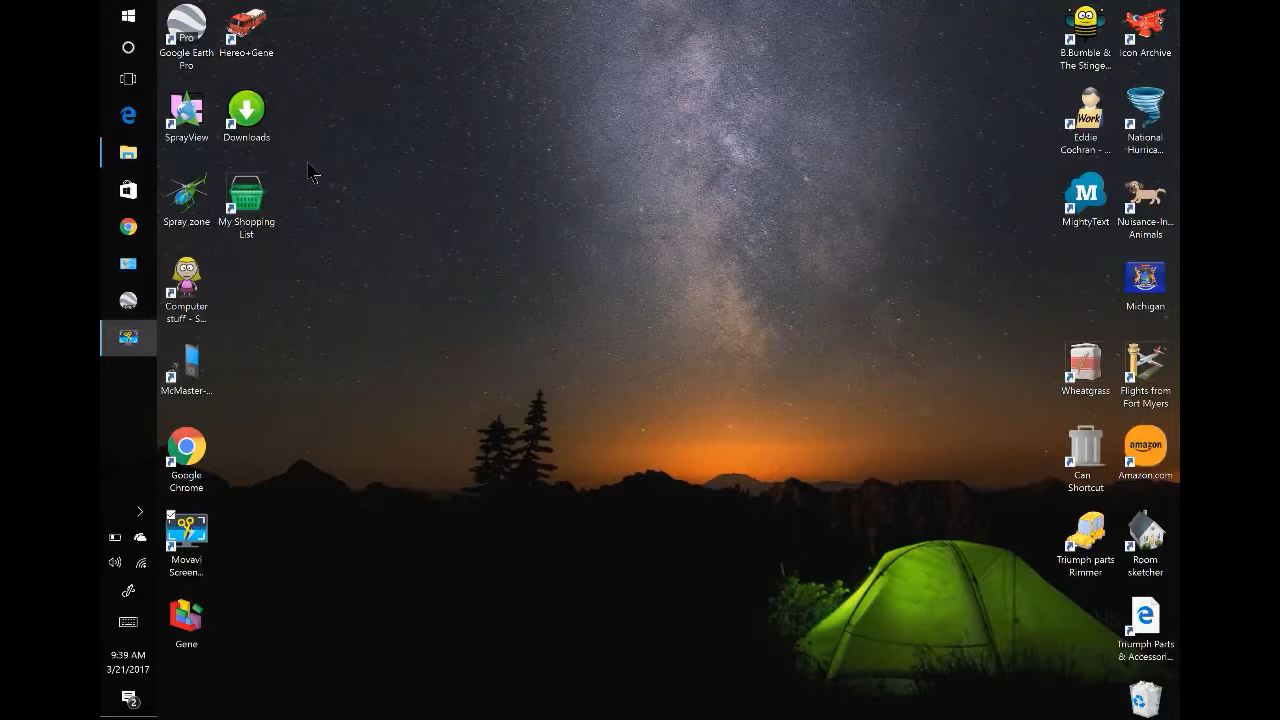 Pro
Google Earth
Pro
Hereo+Gene
SprayView
Downloads
Spray zone
My Shopping
List
Computer
stuff - S...
McMaster-...
Google
Chrome
Movavi
Screen...
Gene
9:39 AM
3/21/2017
2
B.Bumble &
The Stinge...
Icon Archive
Work
Eddie
Cochran - ...
National
Hurrica...
M
MightyText
Nuisance-In...
Animals
Michigan
Wheatgrass
Flights from
Fort Myers
Can
Shortcut
amazon
Amazon.com
Triumph parts
Rimmer
Room
sketcher
Triumph Parts
& Accessori...